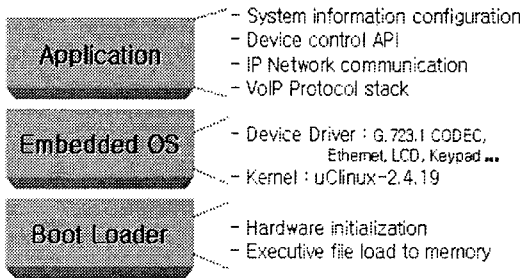 Application
- System information configuration
- Device control API
- IP Network communication
- VoIP Protocol stack
Embedded OS
- Device Driver : G.723.1 CODEC,
Ethernet, LCD, Keypad ...
- Kernel : uClinux-2.4.19
Boot Loader
- Hardware initialization
- Executive file load to memory